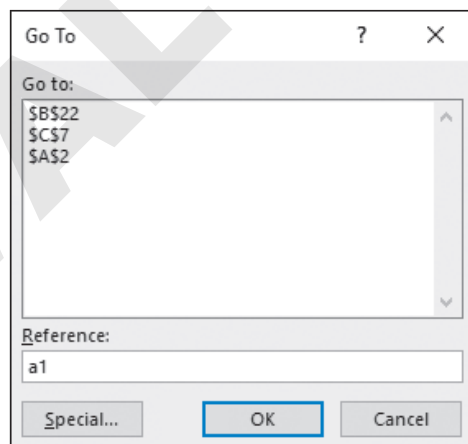 Go To ? ×
Go to:
$B$22
$C$7
$A$2
Reference:
a1
Special... OK Cancel